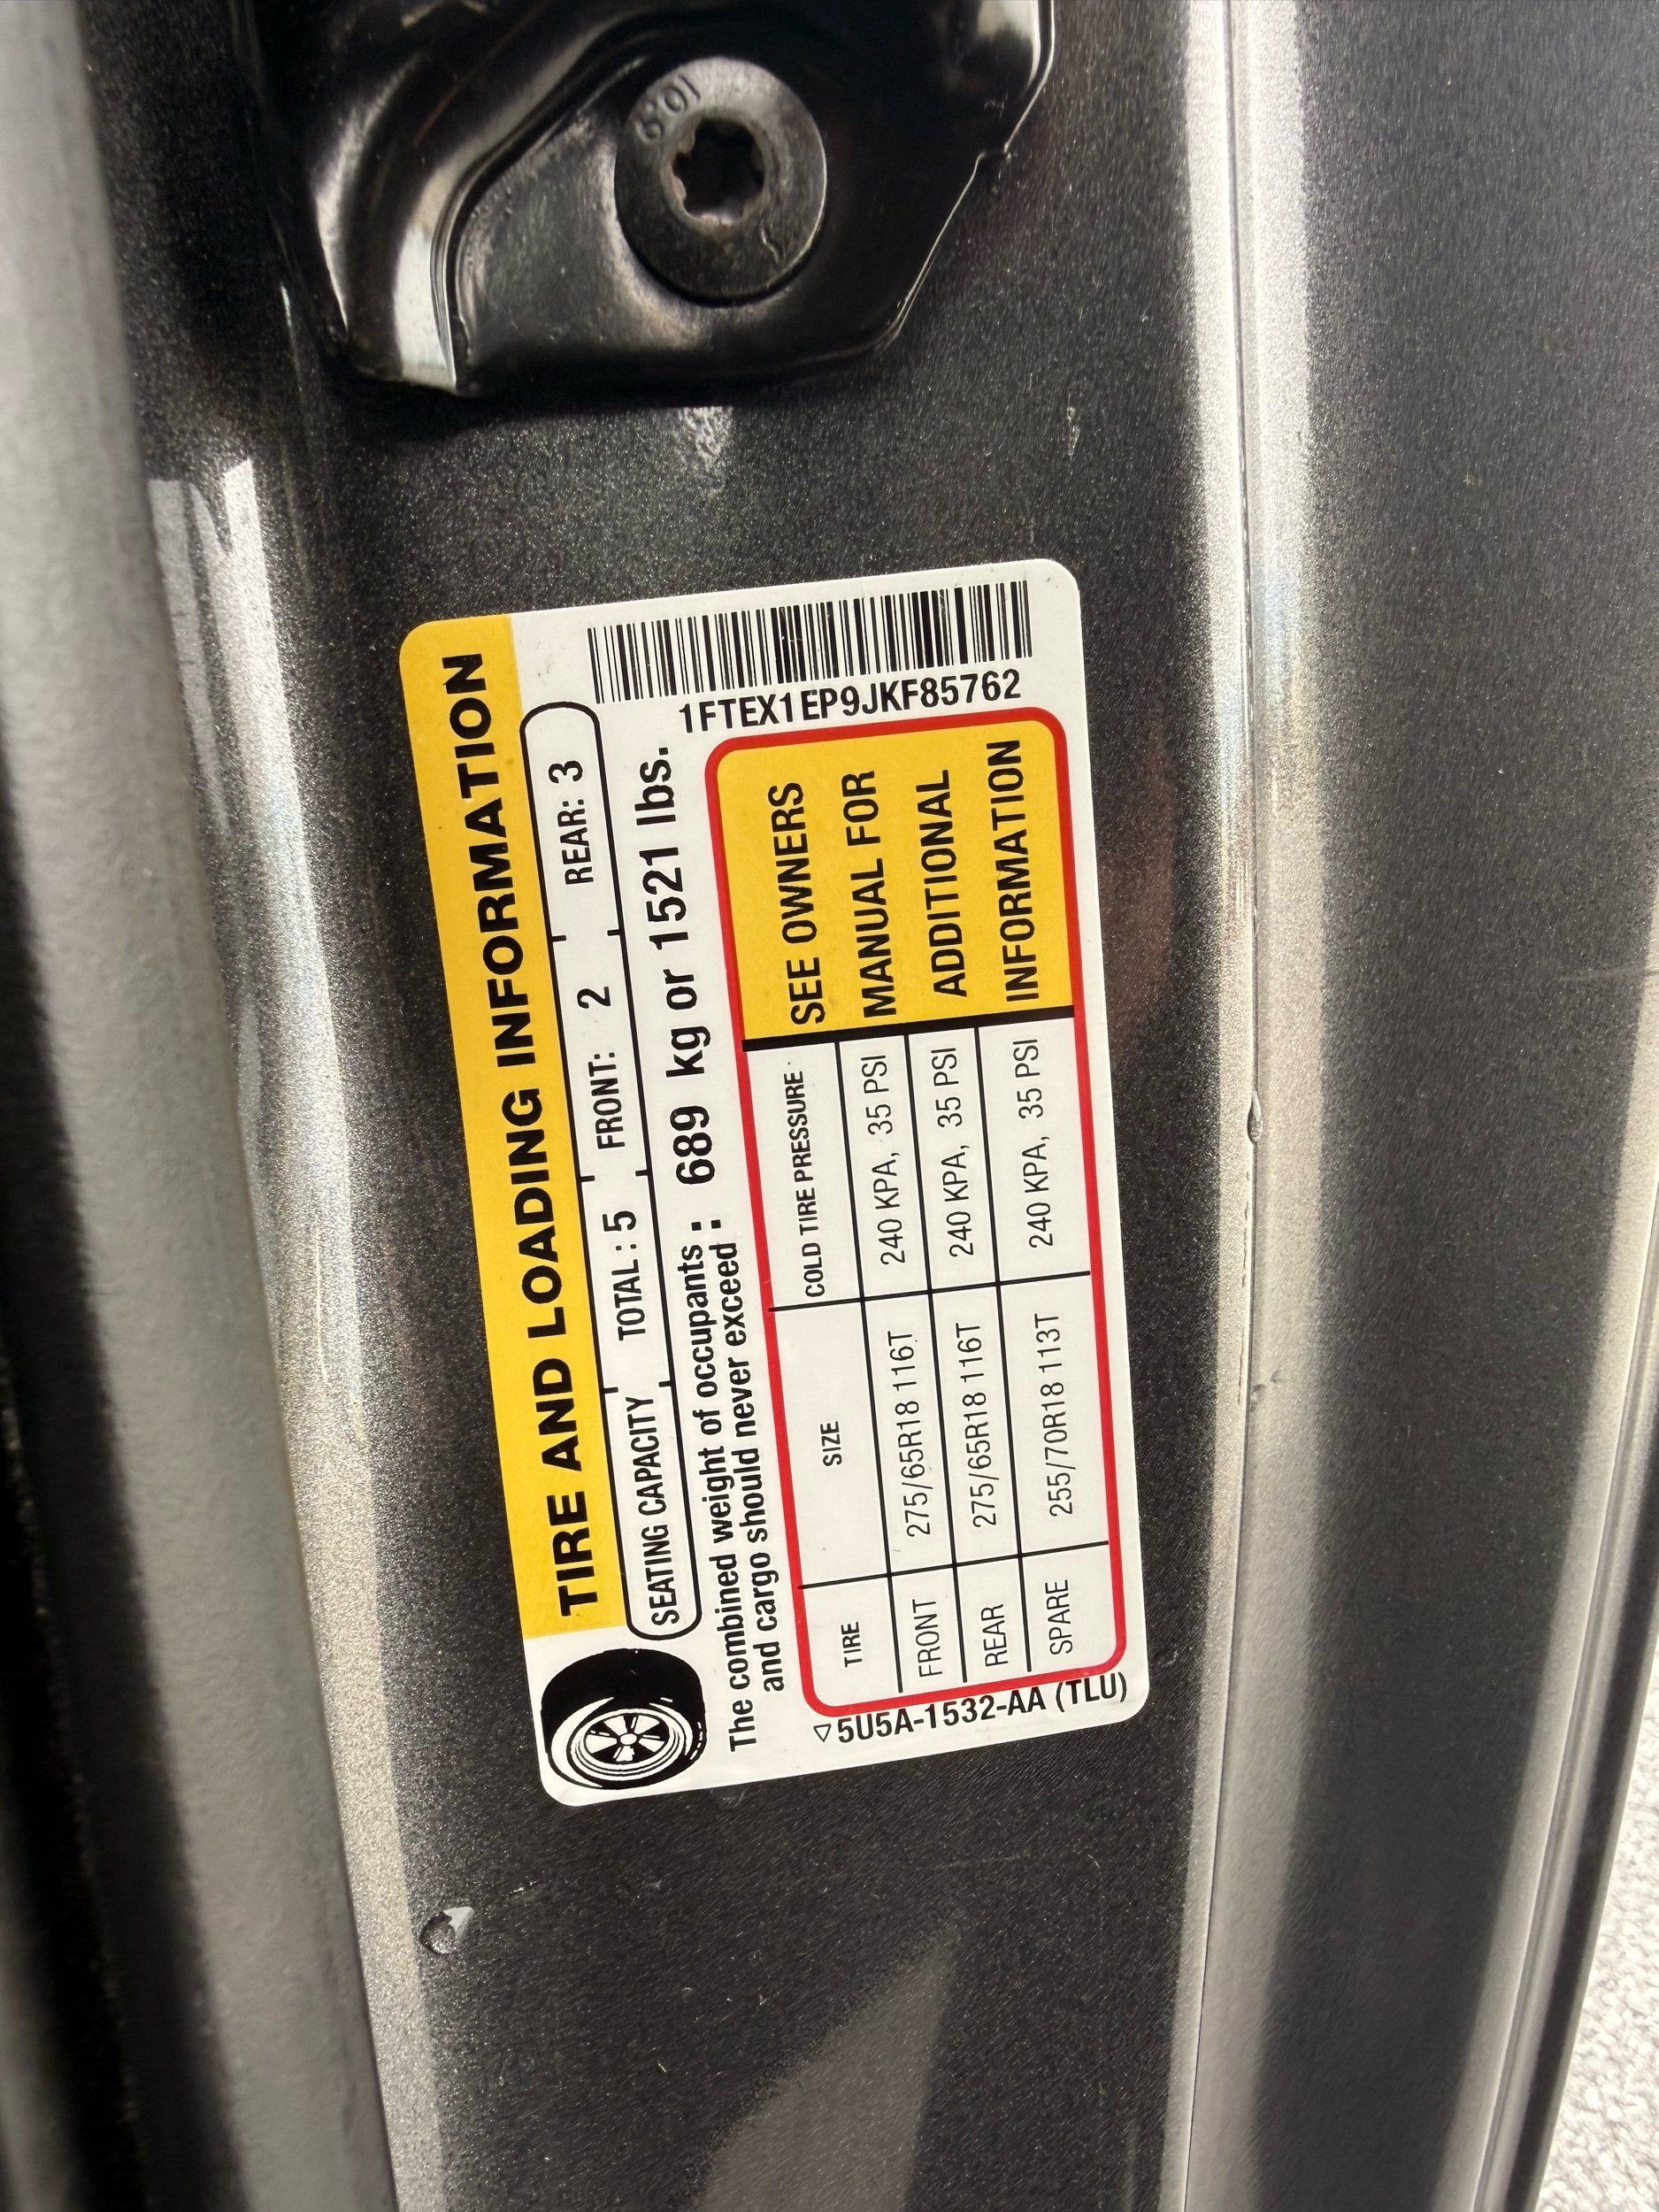 10.9
TIRE AND LOADING INFORMATION
SEATING CAPACITY TOTAL : 5 FRONT: 2 REAR: 3
The combined weight of occupants : 689 kg or 1521 lbs.
and cargo should never exceed :
TIRE SIZE COLD TIRE PRESSURE
FRONT 275/65R18 116T 240 KPA, 35 PSI
REAR 275/65R18 116T 240 KPA, 35 PSI
SPARE 255/70R18 113T 240 KPA, 35 PSI
SEE OWNERS
MANUAL FOR
ADDITIONAL
INFORMATION
1FTEX1EP9JKF85762
5U5A-1532-AA (TLU)